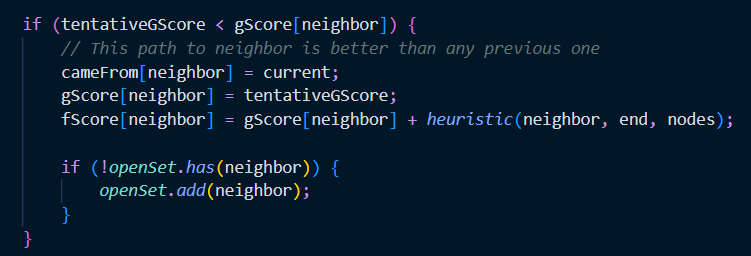 if (tentativeGScore < gScore[neighbor]) {
// This path to neighbor is better than any previous one
cameFrom[neighbor] = current;
gScore[neighbor] = tentativeGScore;
fScore[neighbor] = gScore[neighbor] + heuristic(neighbor, end, nodes);
if (!openSet.has(neighbor)) {
openSet.add(neighbor);
}
}